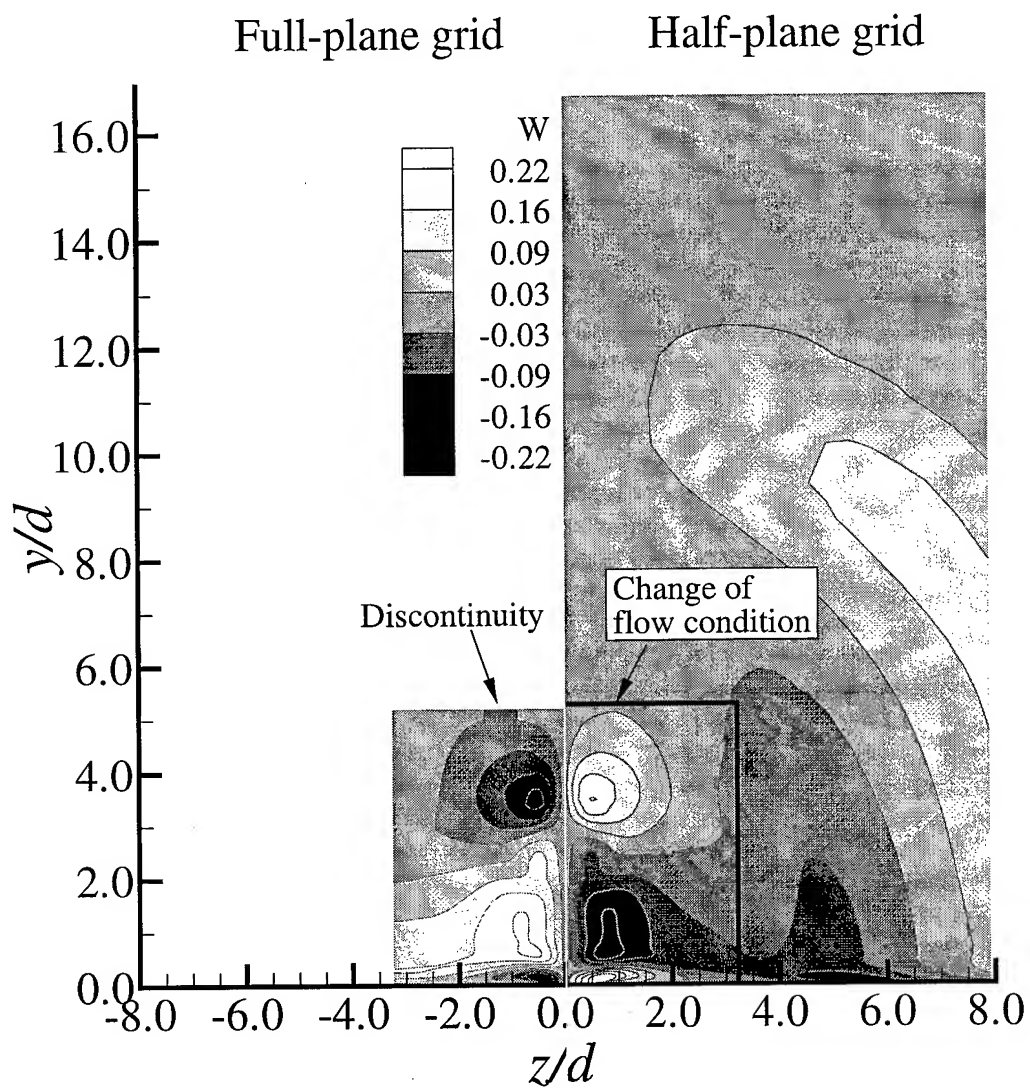 Full-plane grid
Half-plane grid
W
0.22
0.16
0.09
0.03
-0.03
-0.09
-0.16
-0.22
16.0
14.0
12.0
10.0
8.0
6.0
4.0
2.0
0.0
y/d
Discontinuity
Change of
flow condition
-8.0 -6.0 -4.0 -2.0 0.0 2.0 4.0 6.0 8.0
z/d